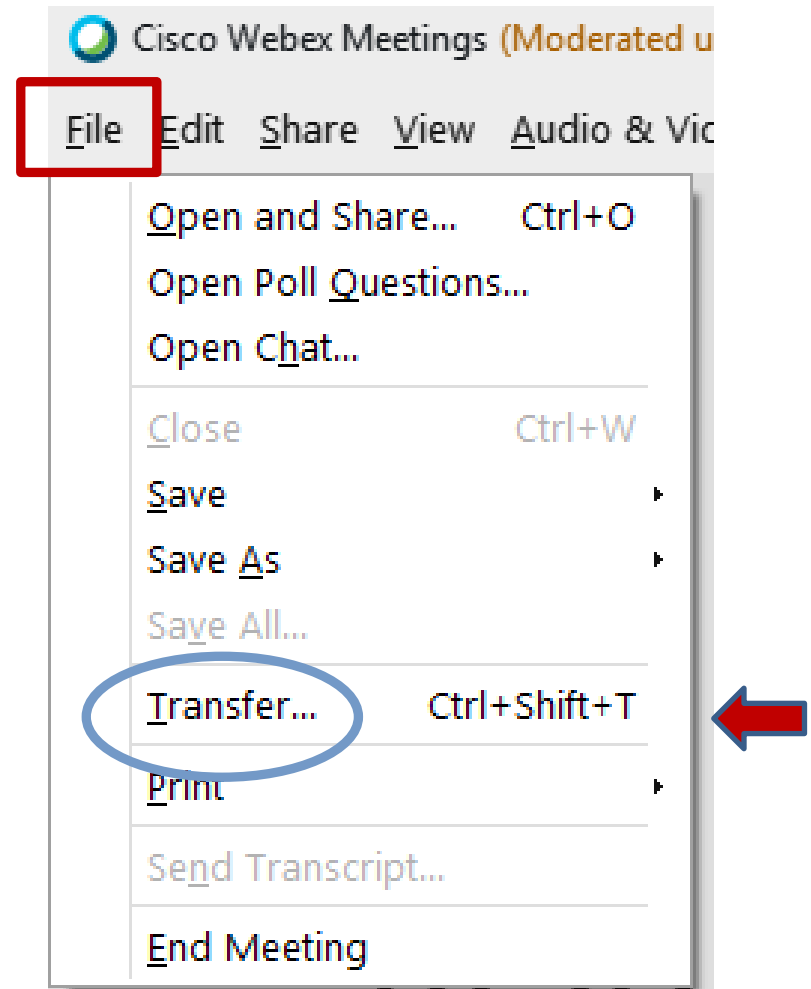 Cisco Webex Meetings (Moderated u
File Edit Share View Audio & Vic
Open and Share... Ctrl+O
Open Poll Questions...
Open Chat...
Close Ctrl+W
Save
Save As
Save All...
Transfer... Ctrl+Shift+T
Print
Send Transcript...
End Meeting